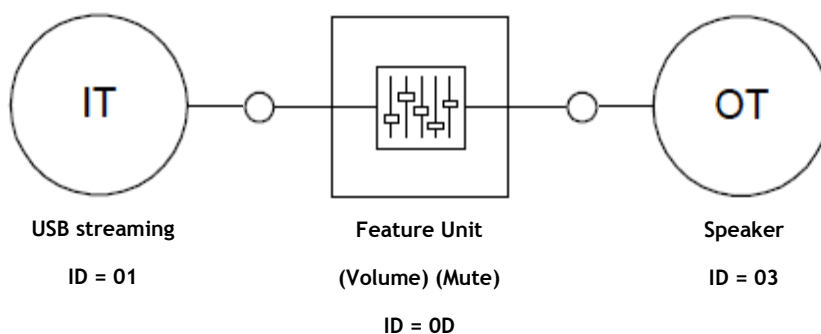 IT
OT
USB streaming
ID = 01
Feature Unit
(Volume) (Mute)
ID = 0D
Speaker
ID = 03